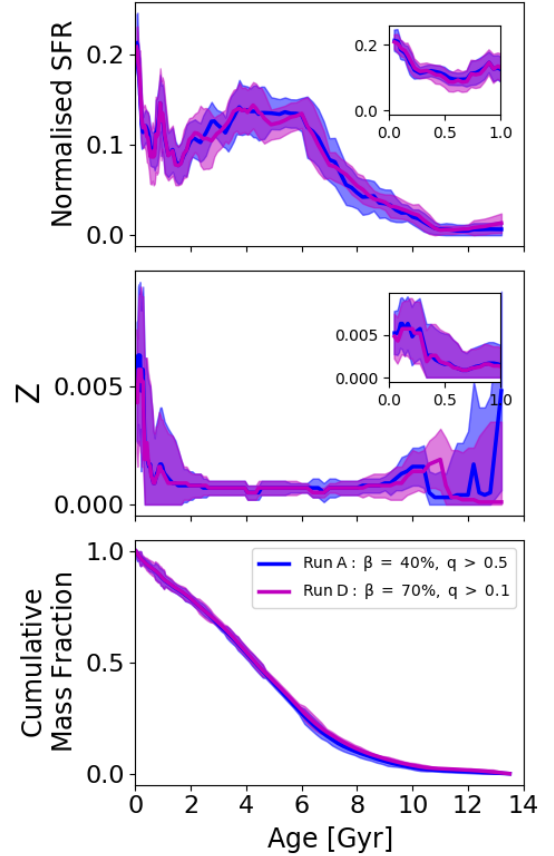 Normalised SFR
0.2
0.1
0.0
0.2
0.0
0.0 0.5 1.0
Z
0.005
0.000
0.005
0.000
0.0 0.5 1.0
Cumulative
Mass Fraction
1.0
0.5
0.0
Run A : β = 40%, q > 0.5
Run D : β = 70%, q > 0.1
0 2 4 6 8 10 12 14
Age [Gyr]